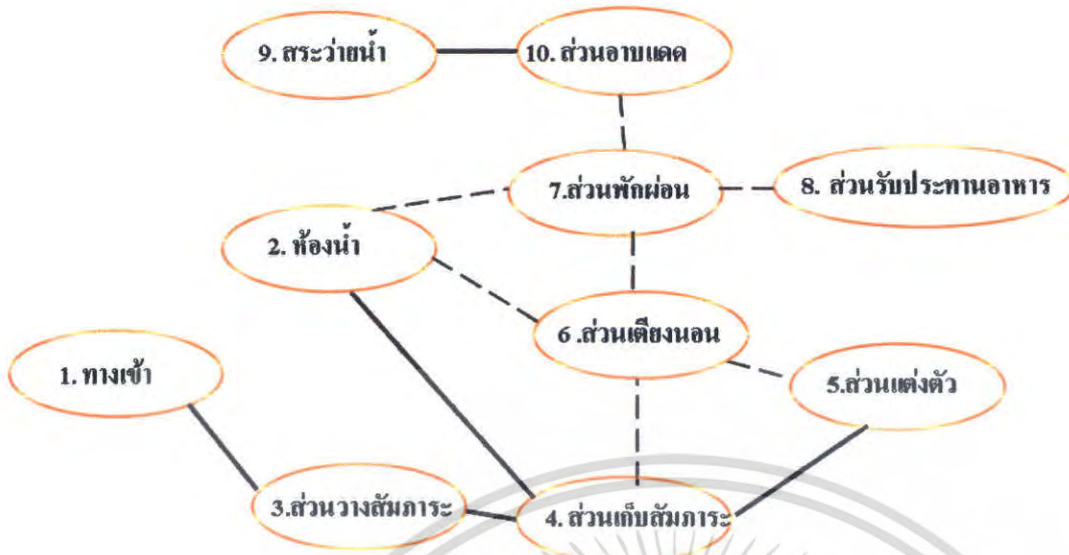 9. สระว่ายน้ำ
10. ส่วนอาบแดด
7.ส่วนพักผ่อน
8. ส่วนรับประทานอาหาร
2. ห้องน้ำ
6 .ส่วนเตียงนอน
1. ทางเข้า
5.ส่วนแต่งตัว
3.ส่วนวางสัมภาระ
4. ส่วนเก็บสัมภาระ